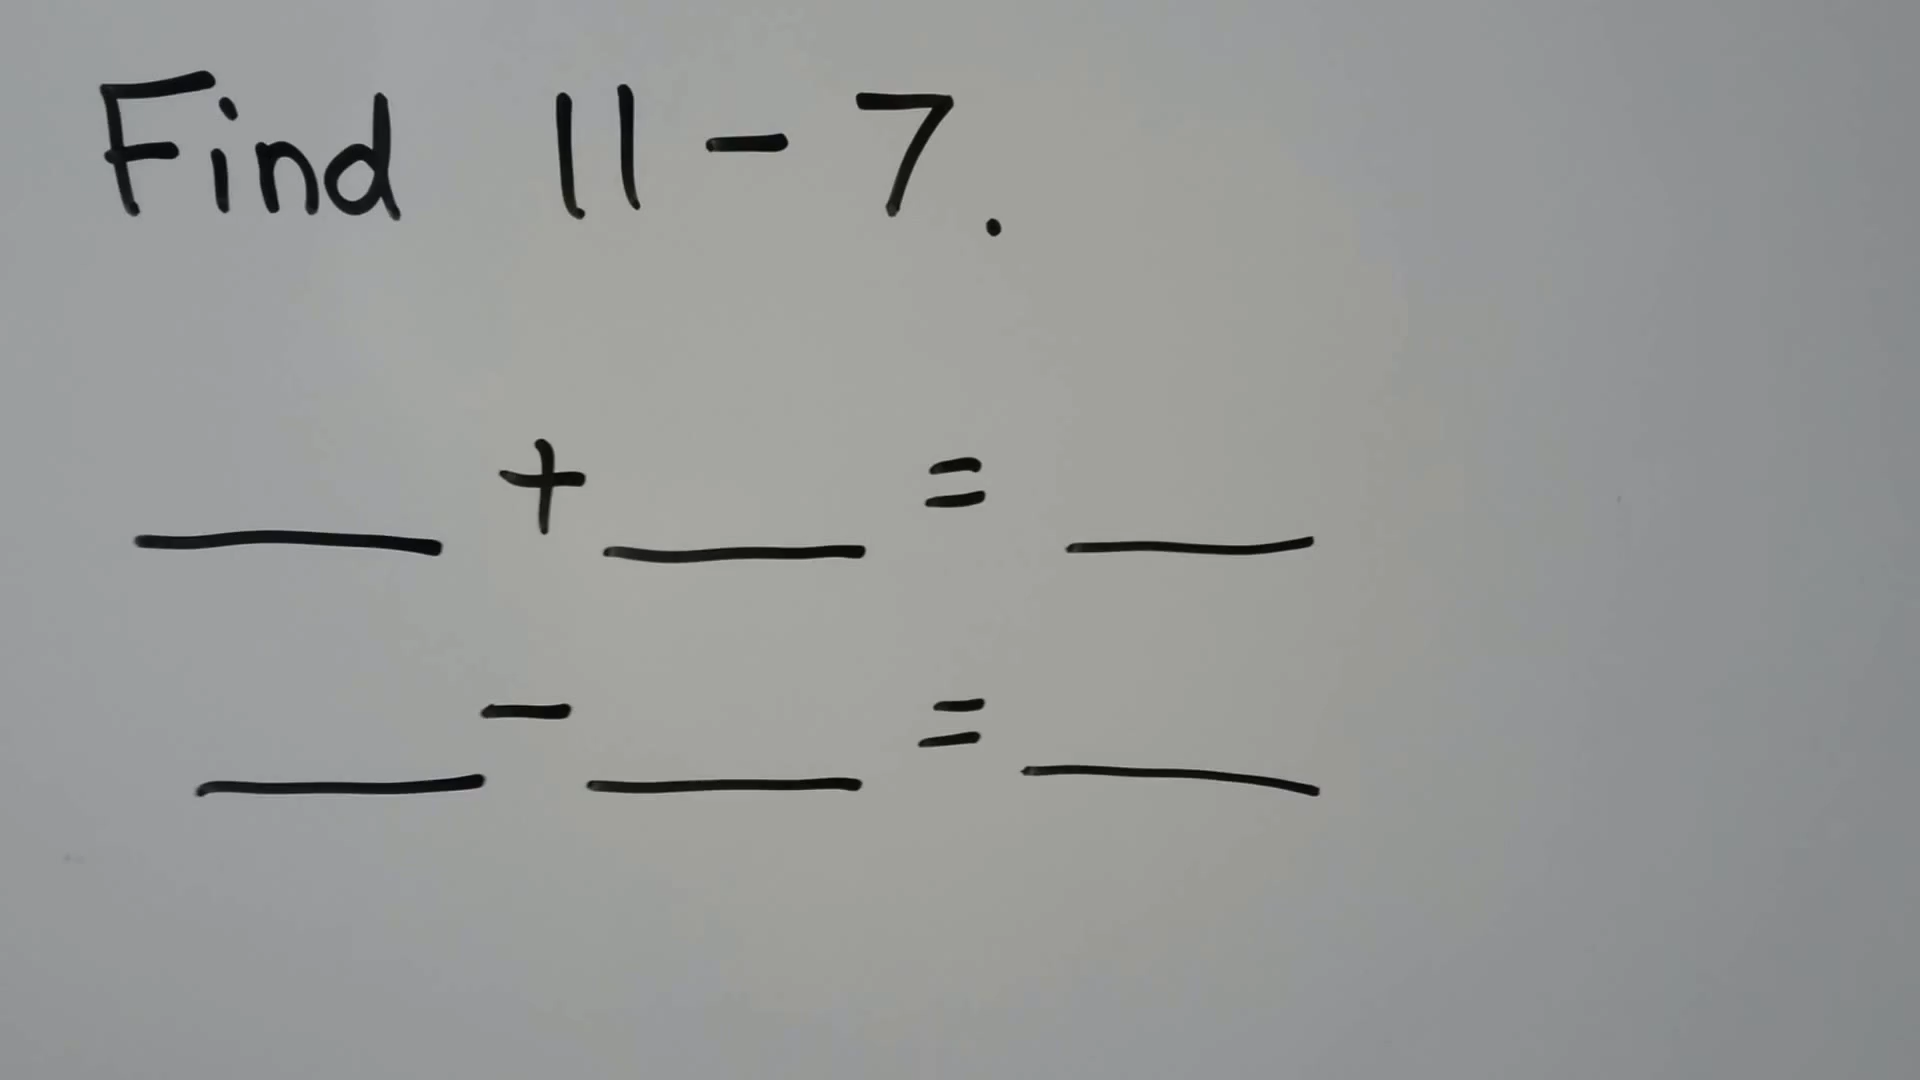 Find 11 - 7.
___ + ___ = ___
___ - ___ = ___